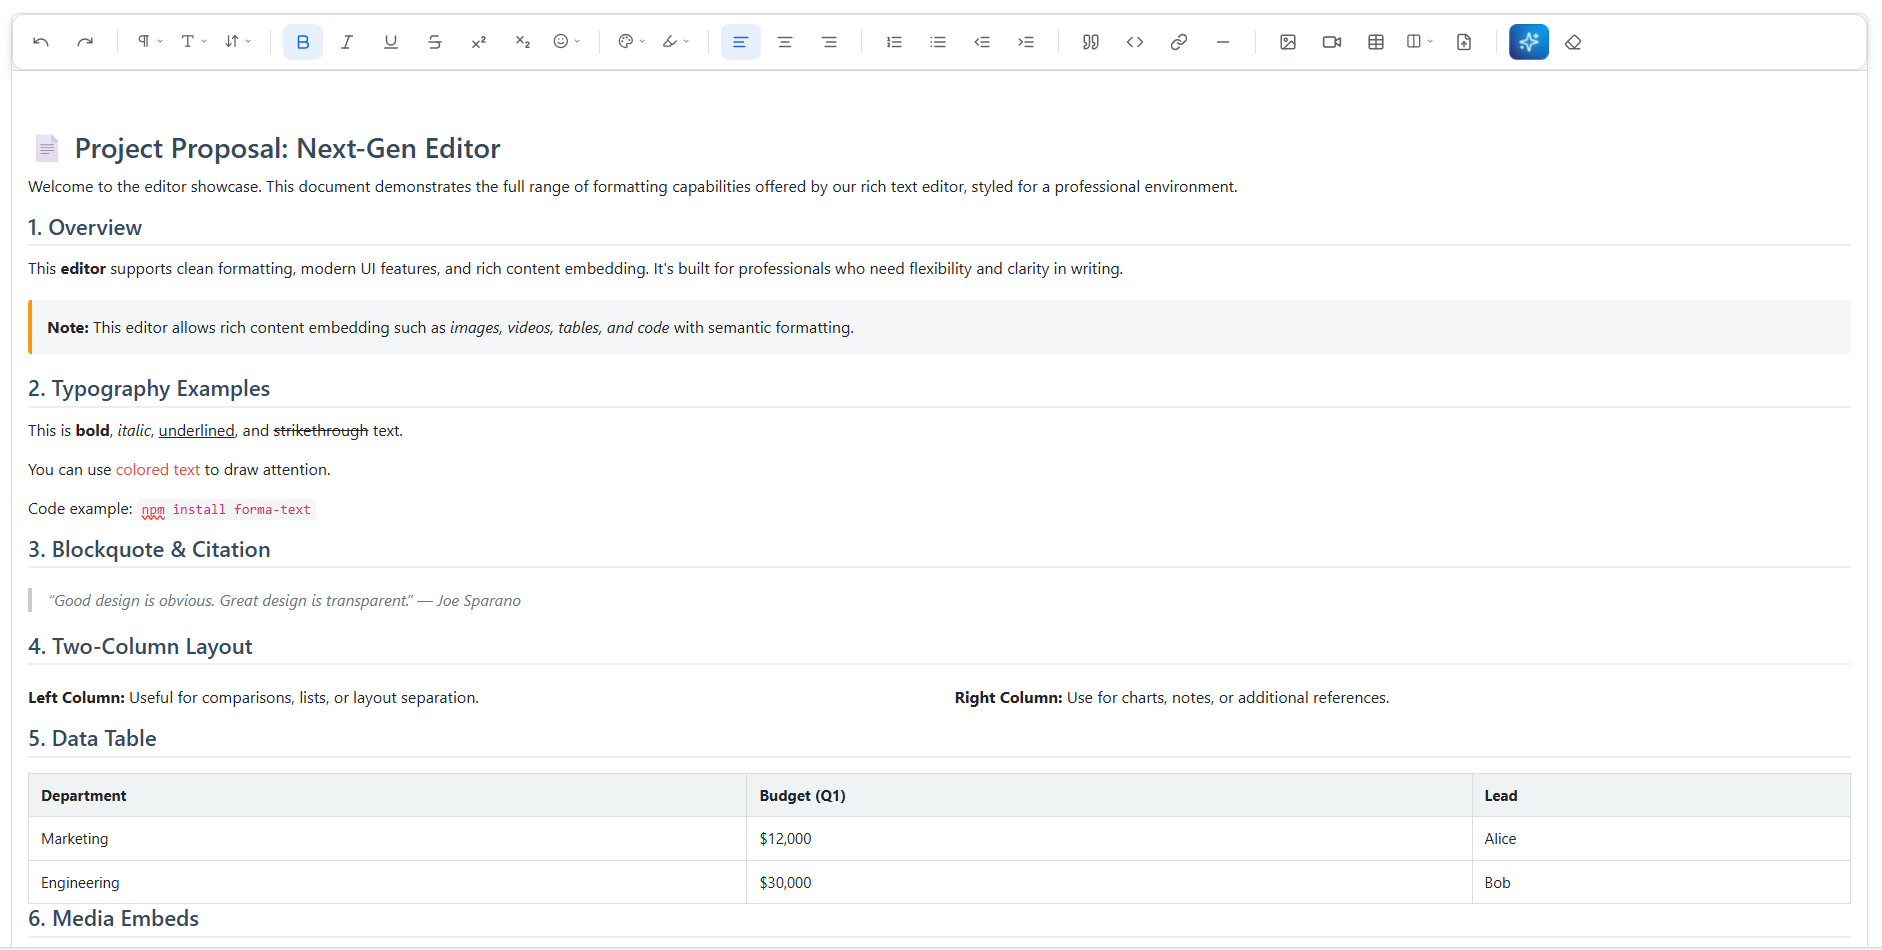 Project Proposal: Next-Gen Editor
Welcome to the editor showcase. This document demonstrates the full range of formatting capabilities offered by our rich text editor, styled for a professional environment.
1. Overview
This editor supports clean formatting, modern UI features, and rich content embedding. It's built for professionals who need flexibility and clarity in writing.
Note: This editor allows rich content embedding such as images, videos, tables, and code with semantic formatting.
2. Typography Examples
This is bold, italic, underlined, and strikethrough text.
You can use colored text to draw attention.
Code example: npm install forma-text
3. Blockquote & Citation
“Good design is obvious. Great design is transparent.” — Joe Sparano
4. Two-Column Layout
Left Column: Useful for comparisons, lists, or layout separation.
Right Column: Use for charts, notes, or additional references.
5. Data Table
Department Budget (Q1) Lead
Marketing $12,000 Alice
Engineering $30,000 Bob
6. Media Embeds